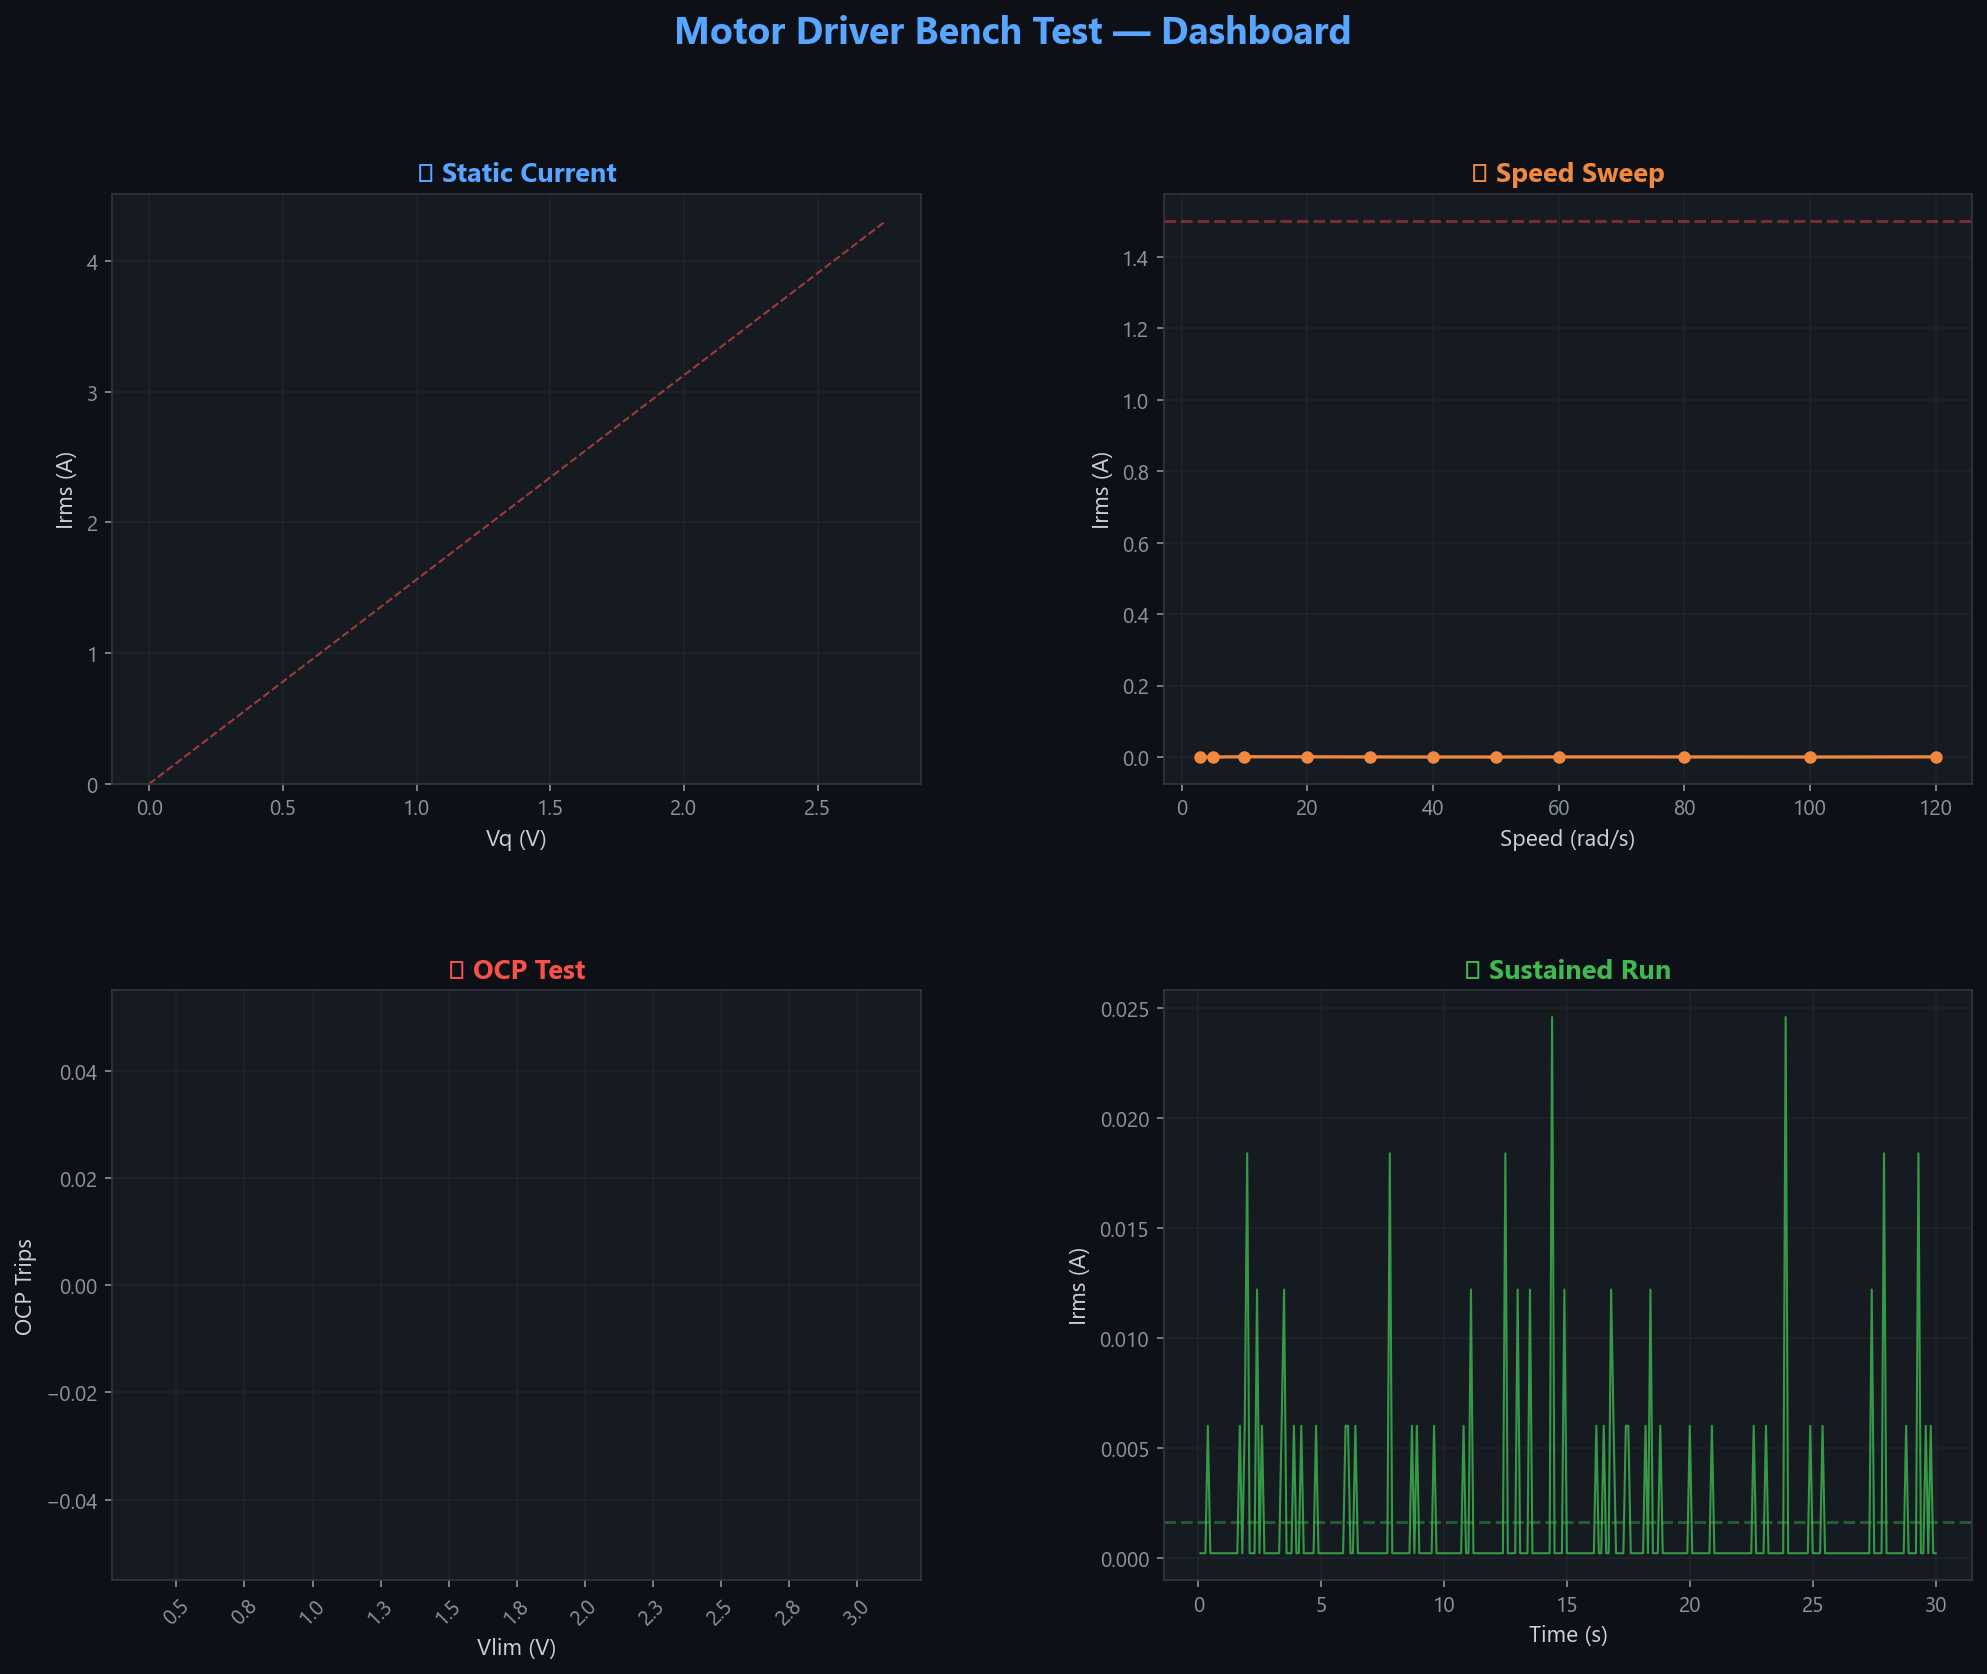 Motor Driver Bench Test — Dashboard
▯ Static Current
4
3
2
1
0
Irms (A)
0.0 0.5 1.0 1.5 2.0 2.5
Vq (V)
▯ Speed Sweep
1.4
1.2
1.0
0.8
0.6
0.4
0.2
0.0
Irms (A)
0 20 40 60 80 100 120
Speed (rad/s)
▯ OCP Test
0.04
0.02
0.00
−0.02
−0.04
OCP Trips
0.5 0.8 1.0 1.3 1.5 1.8 2.0 2.3 2.5 2.8 3.0
Vlim (V)
▯ Sustained Run
0.025
0.020
0.015
0.010
0.005
0.000
Irms (A)
0 5 10 15 20 25 30
Time (s)